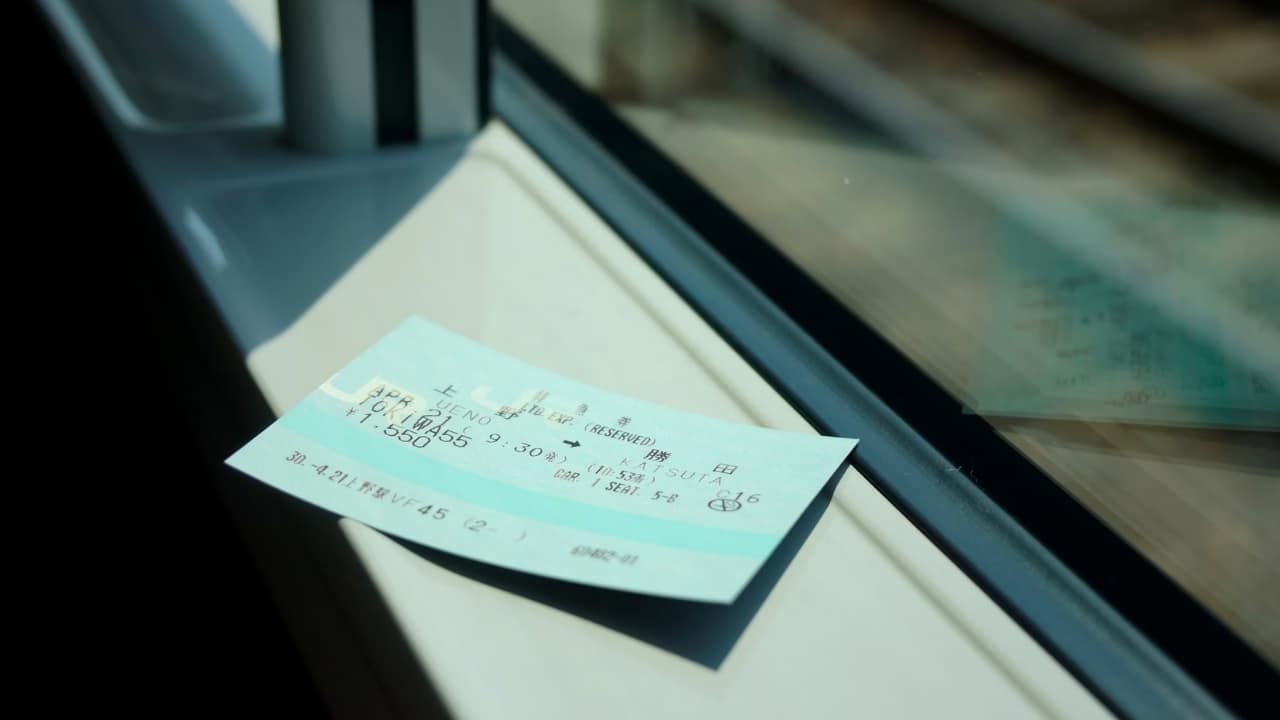 特 急 券
LTD. EXP. (RESERVED)
上 野 → 勝 田
UENO KATSUTA
APR. 21 ( 9:30発) (10:53着) C16
TOKIWA55 CAR. 1 SEAT. 5-B
¥1.550
30.-4.21上野駅VF45 (2- )
60482-01